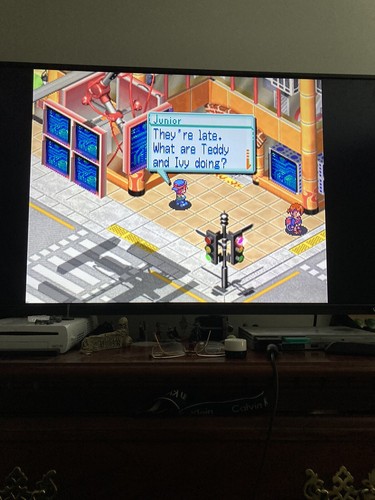 Junior
They're late.
What are Teddy
and Ivy doing?